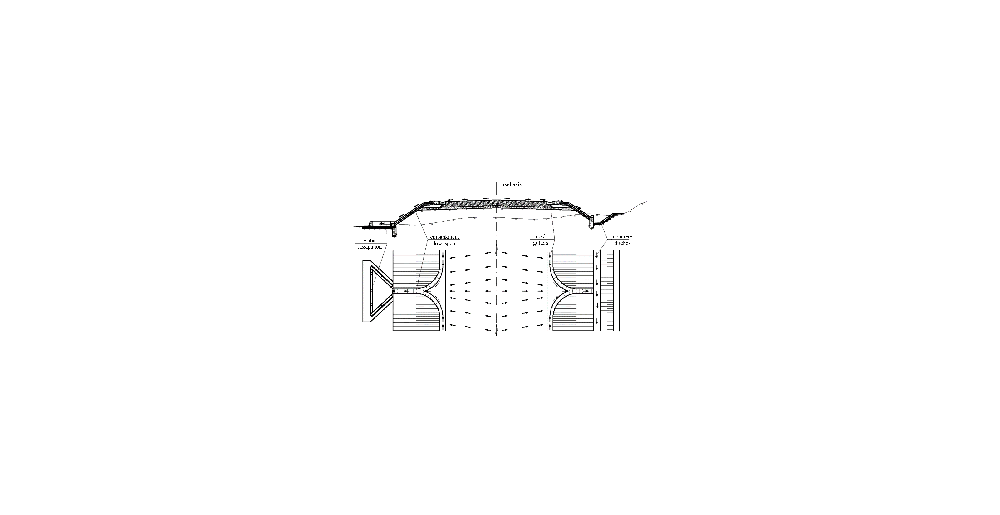 road axis
water
dissipation
embankment
downspout
road
gutters
concrete
ditches